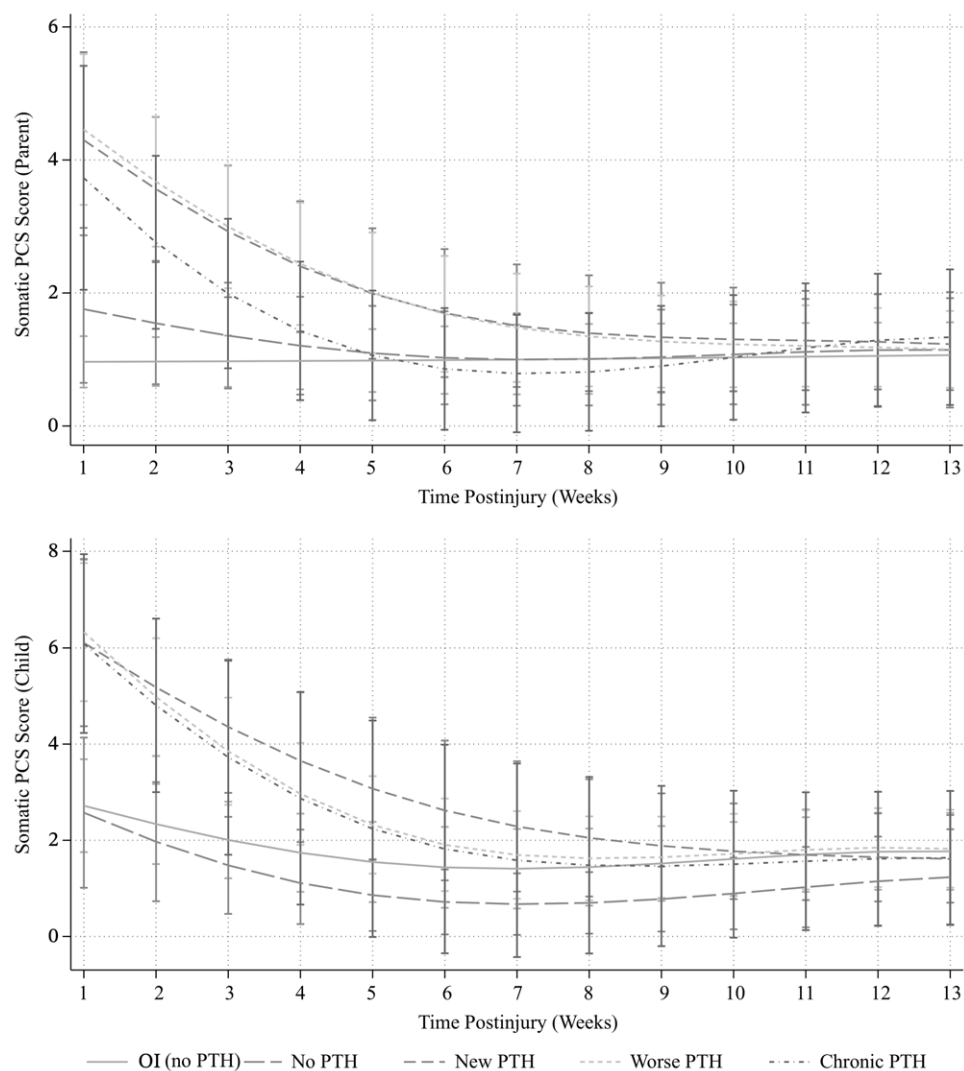 6
4
2
0
Somatic PCS Score (Parent)
1 2 3 4 5 6 7 8 9 10 11 12 13
Time Postinjury (Weeks)
8
6
4
2
0
Somatic PCS Score (Child)
1 2 3 4 5 6 7 8 9 10 11 12 13
Time Postinjury (Weeks)
OI (no PTH) No PTH New PTH Worse PTH Chronic PTH